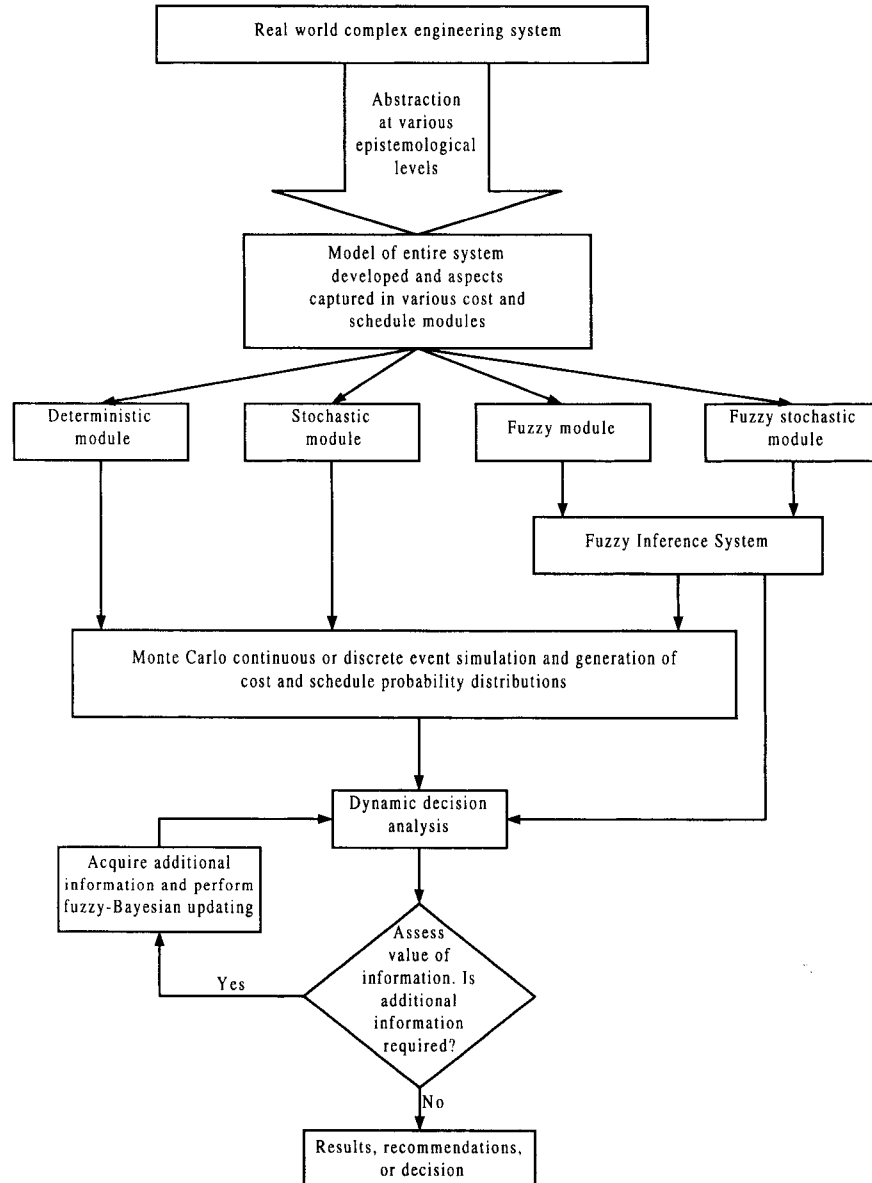 Real world complex engineering system
Abstraction
at various
epistemological
levels
Model of entire system
developed and aspects
captured in various cost and
schedule modules
Deterministic
module
Stochastic
module
Fuzzy module
Fuzzy stochastic
module
Fuzzy Inference System
Monte Carlo continuous or discrete event simulation and generation of
cost and schedule probability distributions
Dynamic decision
analysis
Acquire additional
information and perform
fuzzy-Bayesian updating
Assess
value of
information. Is
additional
information
required?
Yes
No
Results, recommendations,
or decision